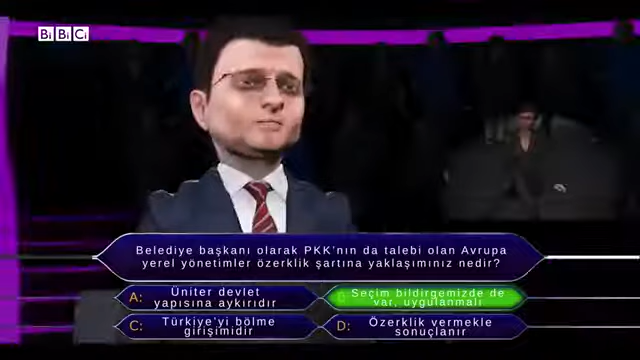 BiBiCi
Belediye başkanı olarak PKK'nın da talebi olan Avrupa
yerel yönetimler özerklik şartına yaklaşımınız nedir?
A: Üniter devlet
yapısına aykırıdır
B: Seçim bildirgemizde de
var, uygulanmalı
C: Türkiye'yi bölme
girişimidir
D: Özerklik vermekle
sonuçlanır